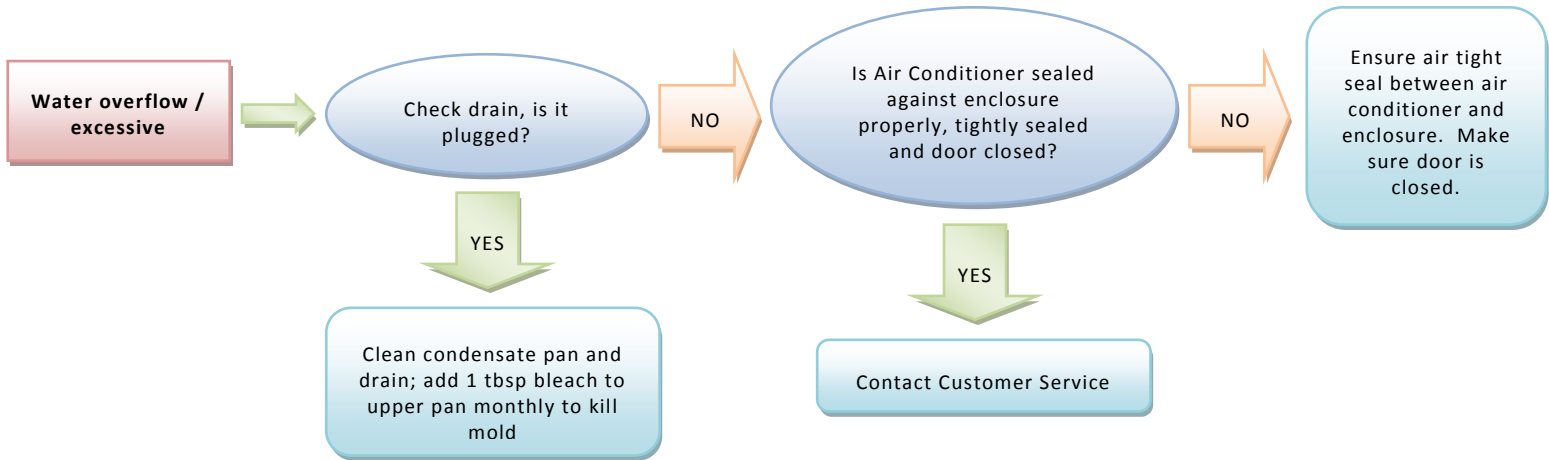 Water overflow /
excessive
Check drain, is it
plugged?
NO
Is Air Conditioner sealed
against enclosure
properly, tightly sealed
and door closed?
NO
Ensure air tight
seal between air
conditioner and
enclosure. Make
sure door is
closed.
YES
Clean condensate pan and
drain; add 1 tbsp bleach to
upper pan monthly to kill
mold
YES
Contact Customer Service